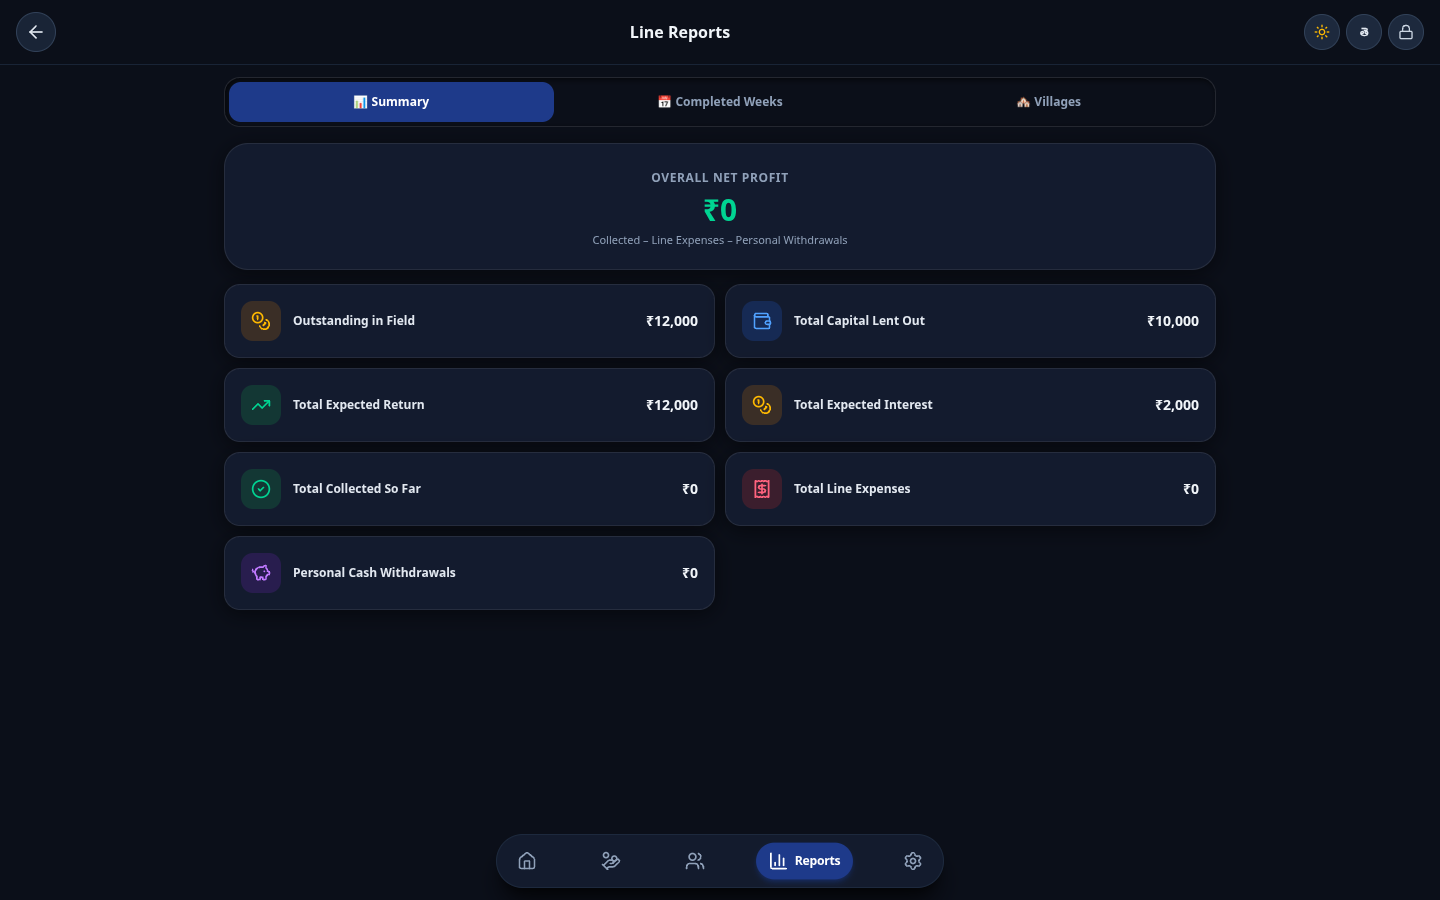 Line Reports
Summary
Completed Weeks
Villages
OVERALL NET PROFIT
₹0
Collected – Line Expenses – Personal Withdrawals
Outstanding in Field
₹12,000
Total Capital Lent Out
₹10,000
Total Expected Return
₹12,000
Total Expected Interest
₹2,000
Total Collected So Far
₹0
Total Line Expenses
₹0
Personal Cash Withdrawals
₹0
Reports